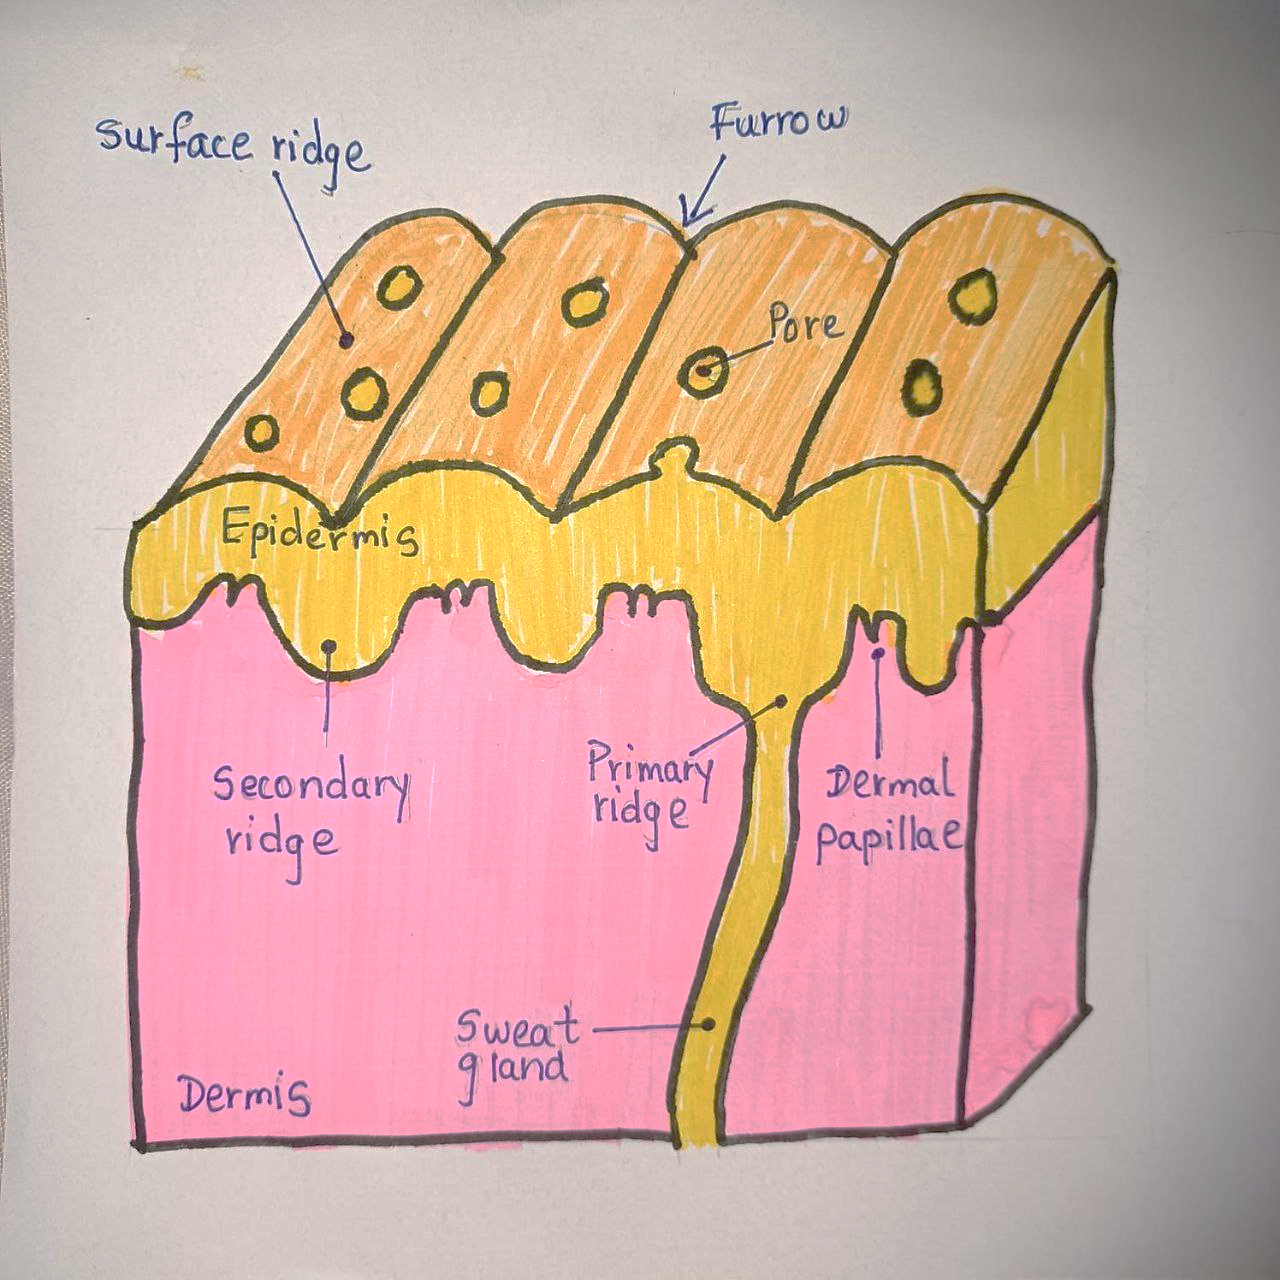 Surface ridge
Furrow
Pore
Epidermis
Secondary
ridge
Primary
ridge
Dermal
papillae
Sweat
gland
Dermis